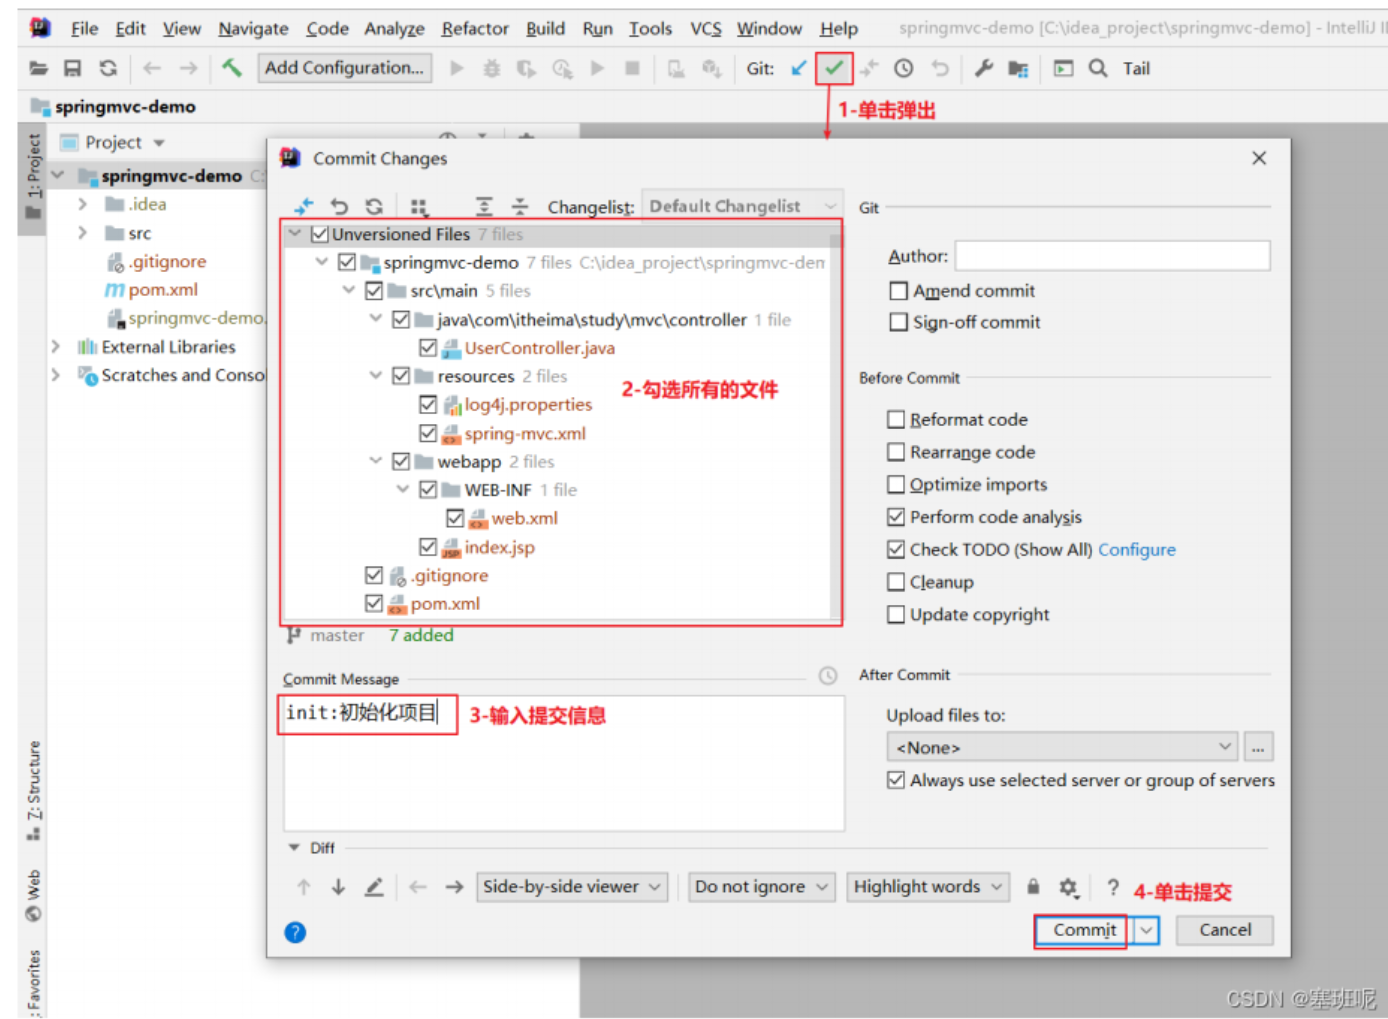 File Edit View Navigate Code Analyze Refactor Build Run Tools VCS Window Help springmvc-demo [C:\idea_project\springmvc-demo] - IntelliJ
Add Configuration... Git: Tail
springmvc-demo
1-单击弹出
1: Project
Project
springmvc-demo
.idea
src
.gitignore
pom.xml
springmvc-demo.
External Libraries
Scratches and Conso
Z: Structure
Web
Favorites
Commit Changes
Changelist: Default Changelist
Unversioned Files 7 files
springmvc-demo 7 files C:\idea_project\springmvc-dem
src\main 5 files
java\com\itheima\study\mvc\controller 1 file
UserController.java
resources 2 files
2-勾选所有的文件
log4j.properties
spring-mvc.xml
webapp 2 files
WEB-INF 1 file
web.xml
index.jsp
.gitignore
pom.xml
master 7 added
Commit Message
init:初始化项目
3-输入提交信息
Git
Author:
Amend commit
Sign-off commit
Before Commit
Reformat code
Rearrange code
Optimize imports
Perform code analysis
Check TODO (Show All) Configure
Cleanup
Update copyright
After Commit
Upload files to:
<None> ...
Always use selected server or group of servers
Diff
Side-by-side viewer Do not ignore Highlight words ? 4-单击提交
? Commit Cancel
CSDN @塞班呢